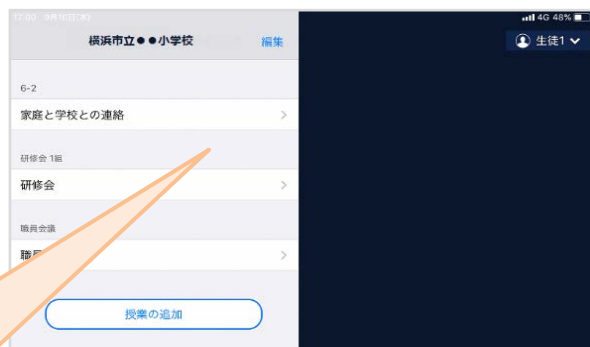 17:00 3月10日(水)
4G 48%
横浜市立●●小学校
編集
生徒1
6-2
家庭と学校との連絡
研修会 1組
研修会
職員会議
授業の追加